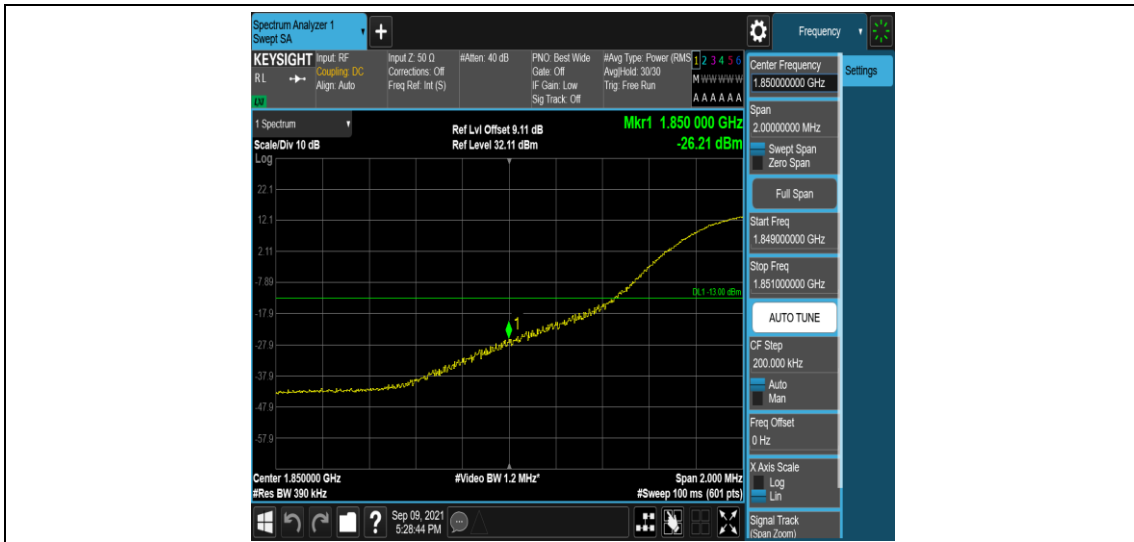 Spectrum Analyzer 1
Swept SA
+
Frequency
KEYSIGHT
RL
LXI
Input: RF
Coupling: DC
Align: Auto
Input Z: 50 Ω
Corrections: Off
Freq Ref: Int (S)
#Atten: 40 dB
PNO: Best Wide
Gate: Off
IF Gain: Low
Sig Track: Off
#Avg Type: Power (RMS
Avg|Hold: 30/30
Trig: Free Run
1 2 3 4 5 6
M W W W W W
A A A A A A
1 Spectrum
Scale/Div 10 dB
Log
Ref Lvl Offset 9.11 dB
Ref Level 32.11 dBm
Mkr1 1.850 000 GHz
-26.21 dBm
22.1
12.1
2.11
-7.89
-17.9
-27.9
-37.9
-47.9
-57.9
DL1 -13.00 dBm
1
Center 1.850000 GHz
#Res BW 390 kHz
#Video BW 1.2 MHz*
Span 2.000 MHz
#Sweep 100 ms (601 pts)
?
Sep 09, 2021
5:28:44 PM
Center Frequency
1.850000000 GHz
Settings
Span
2.00000000 MHz
Swept Span
Zero Span
Full Span
Start Freq
1.849000000 GHz
Stop Freq
1.851000000 GHz
AUTO TUNE
CF Step
200.000 kHz
Auto
Man
Freq Offset
0 Hz
X Axis Scale
Log
Lin
Signal Track
(Span Zoom)